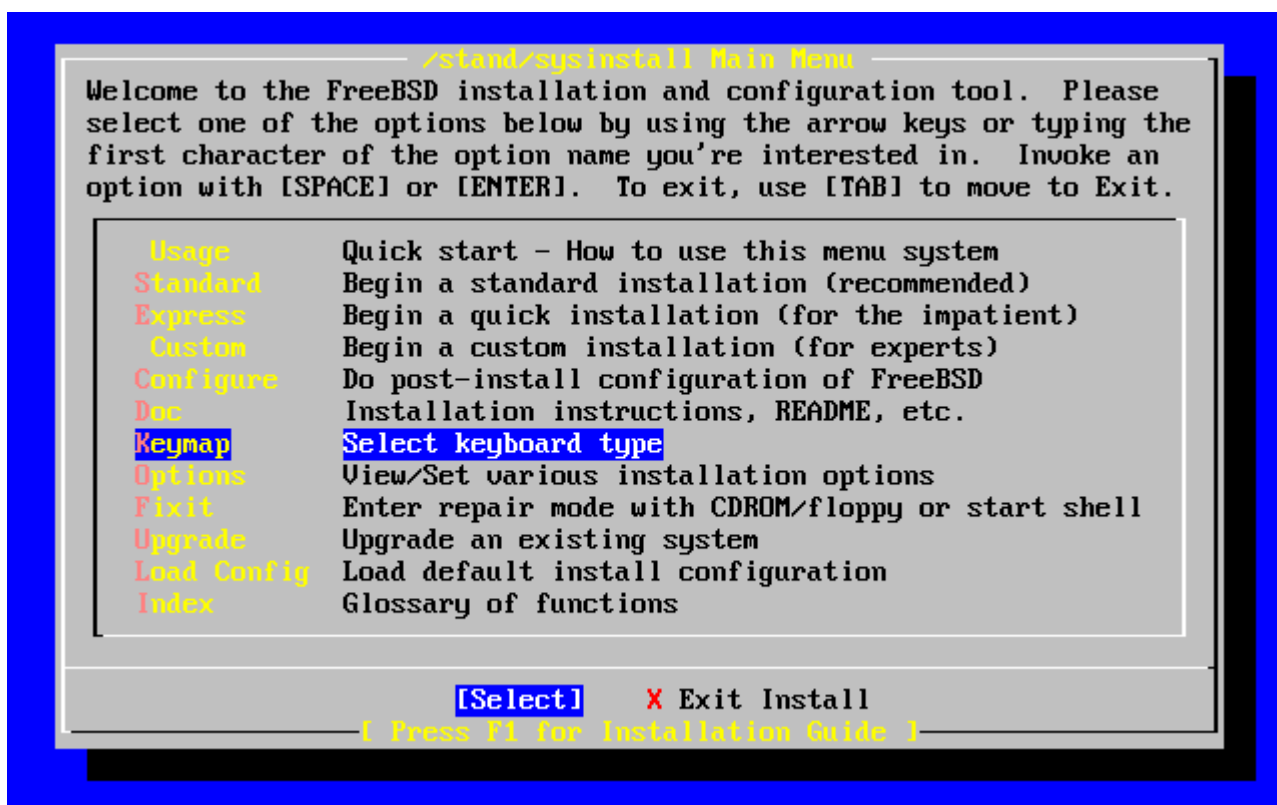 /stand/sysinstall Main Menu
Welcome to the FreeBSD installation and configuration tool.  Please
select one of the options below by using the arrow keys or typing the
first character of the option name you're interested in.  Invoke an
option with [SPACE] or [ENTER].  To exit, use [TAB] to move to Exit.
Usage Quick start - How to use this menu system
Standard Begin a standard installation (recommended)
Express Begin a quick installation (for the impatient)
Custom Begin a custom installation (for experts)
Configure Do post-install configuration of FreeBSD
Doc Installation instructions, README, etc.
Keymap Select keyboard type
Options View/Set various installation options
Fixit Enter repair mode with CDROM/floppy or start shell
Upgrade Upgrade an existing system
Load Config Load default install configuration
Index Glossary of functions
[Select] X Exit Install
[ Press F1 for Installation Guide ]